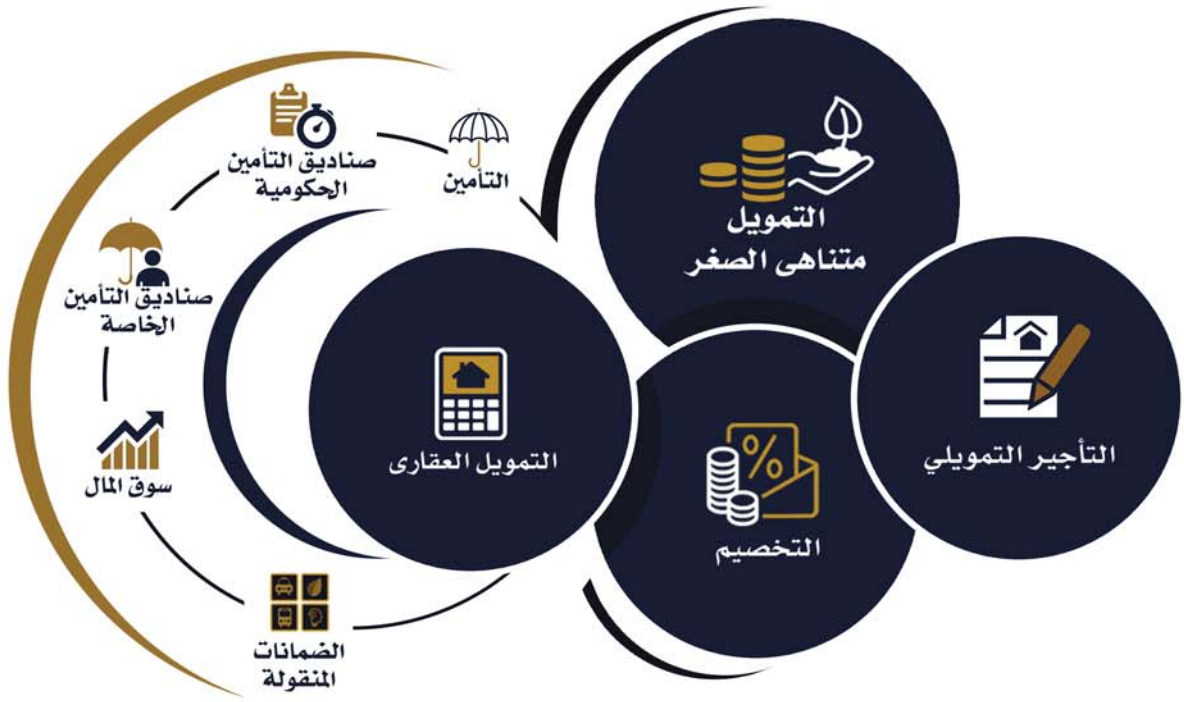 التمويل
متناهى الصغر
التأجير التمويلي
التخصيم
التمويل العقارى
التأمين
صناديق التأمين
الحكومية
صناديق التأمين
الخاصة
سوق المال
الضمانات
المنقولة
%